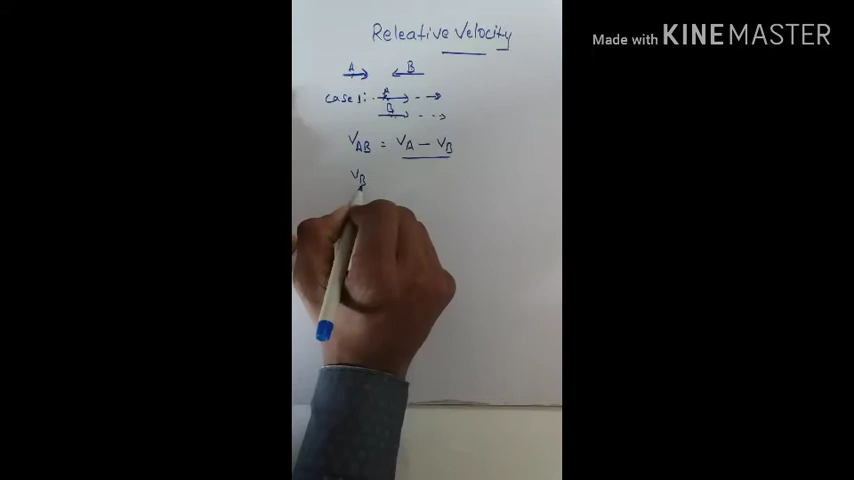 Releative Velocity
Made with KINEMASTER
A B
Case 1: A
B
VAB = VA - VB
VB